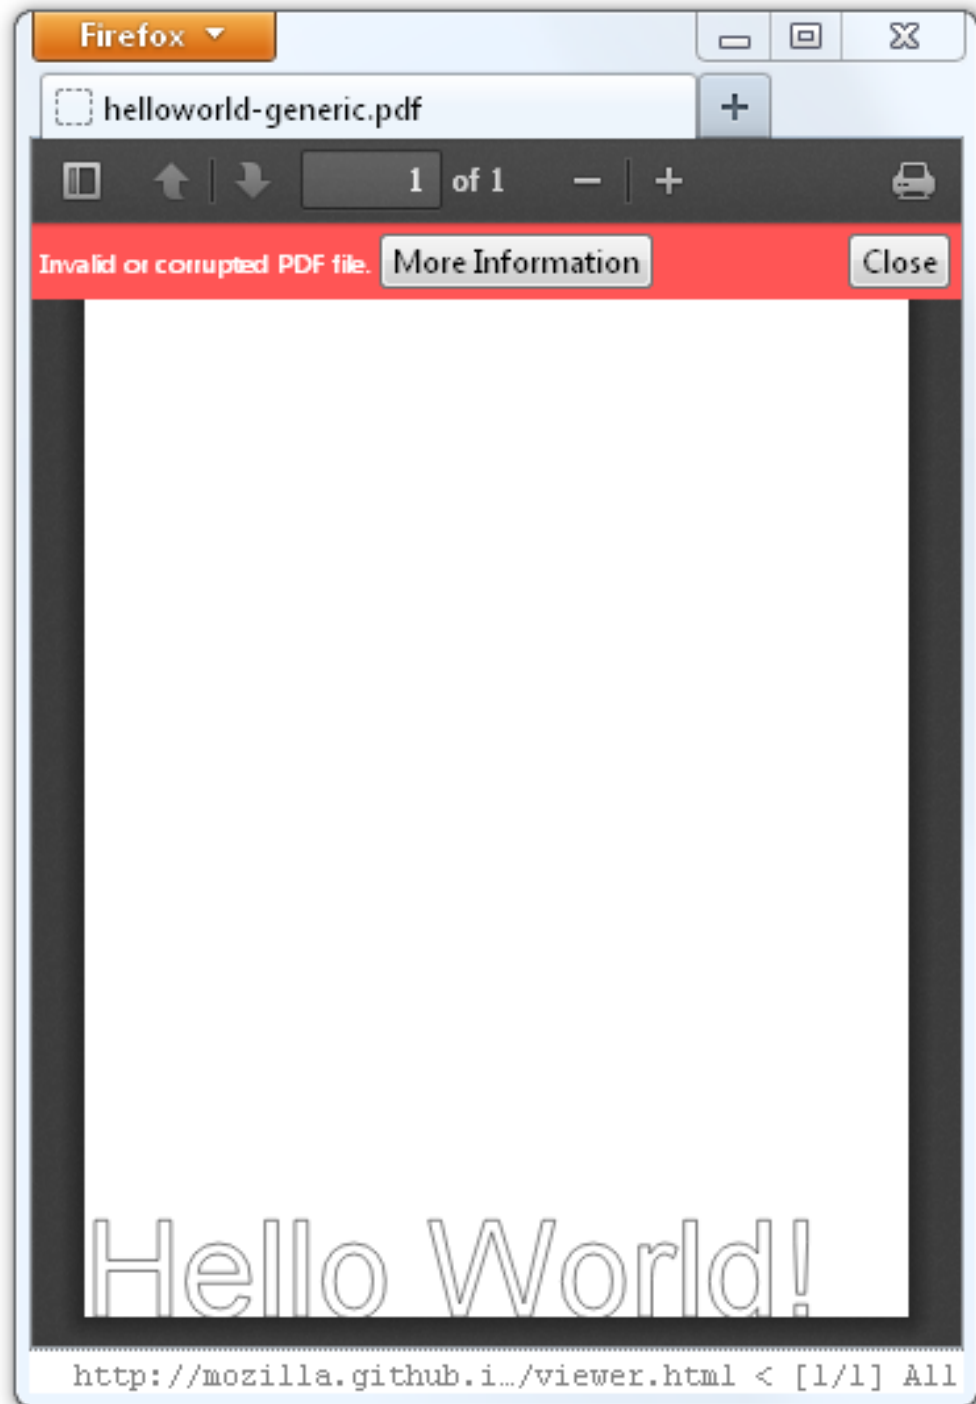 Firefox
helloworld-generic.pdf
1 of 1
Invalid or corrupted PDF file. More Information Close
Hello World!
http://mozilla.github.i…/viewer.html < [1/1] All